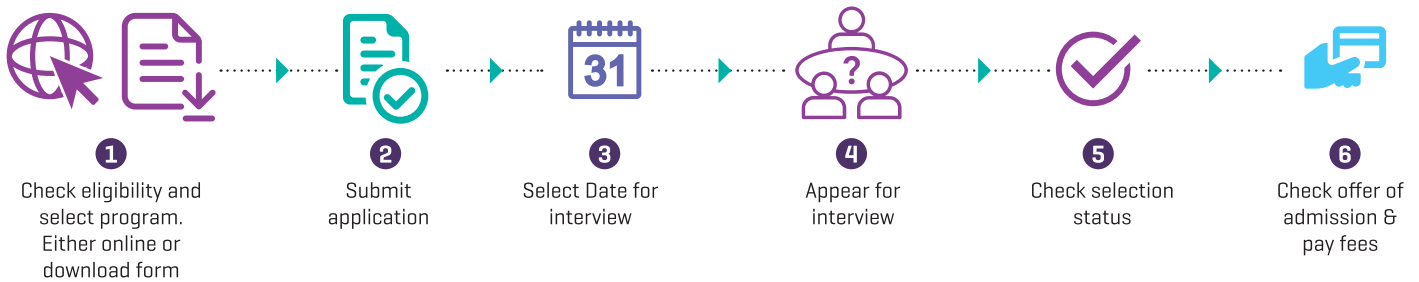 31
?
1
Check eligibility and
select program.
Either online or
download form
2
Submit
application
3
Select Date for
interview
4
Appear for
interview
5
Check selection
status
6
Check offer of
admission &
pay fees